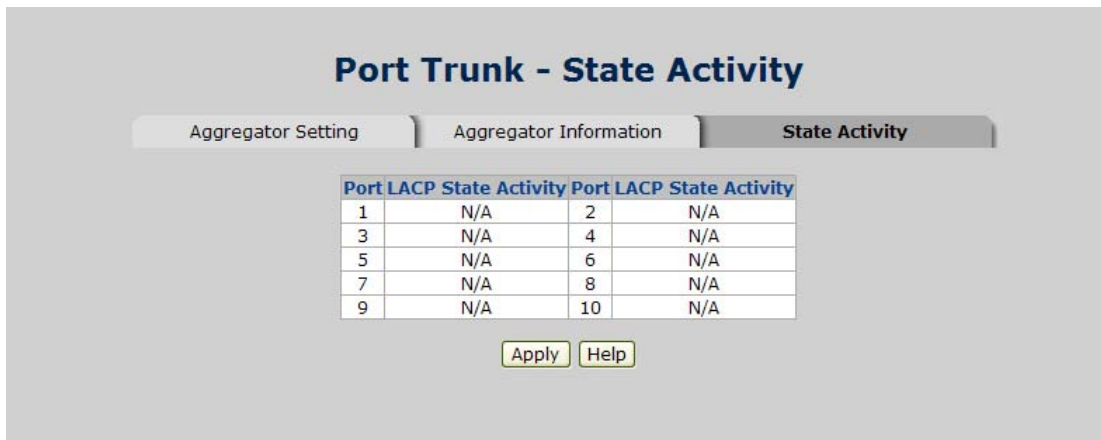 Port Trunk - State Activity
Aggregator Setting Aggregator Information State Activity
Port LACP State Activity Port LACP State Activity
1 N/A 2 N/A
3 N/A 4 N/A
5 N/A 6 N/A
7 N/A 8 N/A
9 N/A 10 N/A
Apply Help